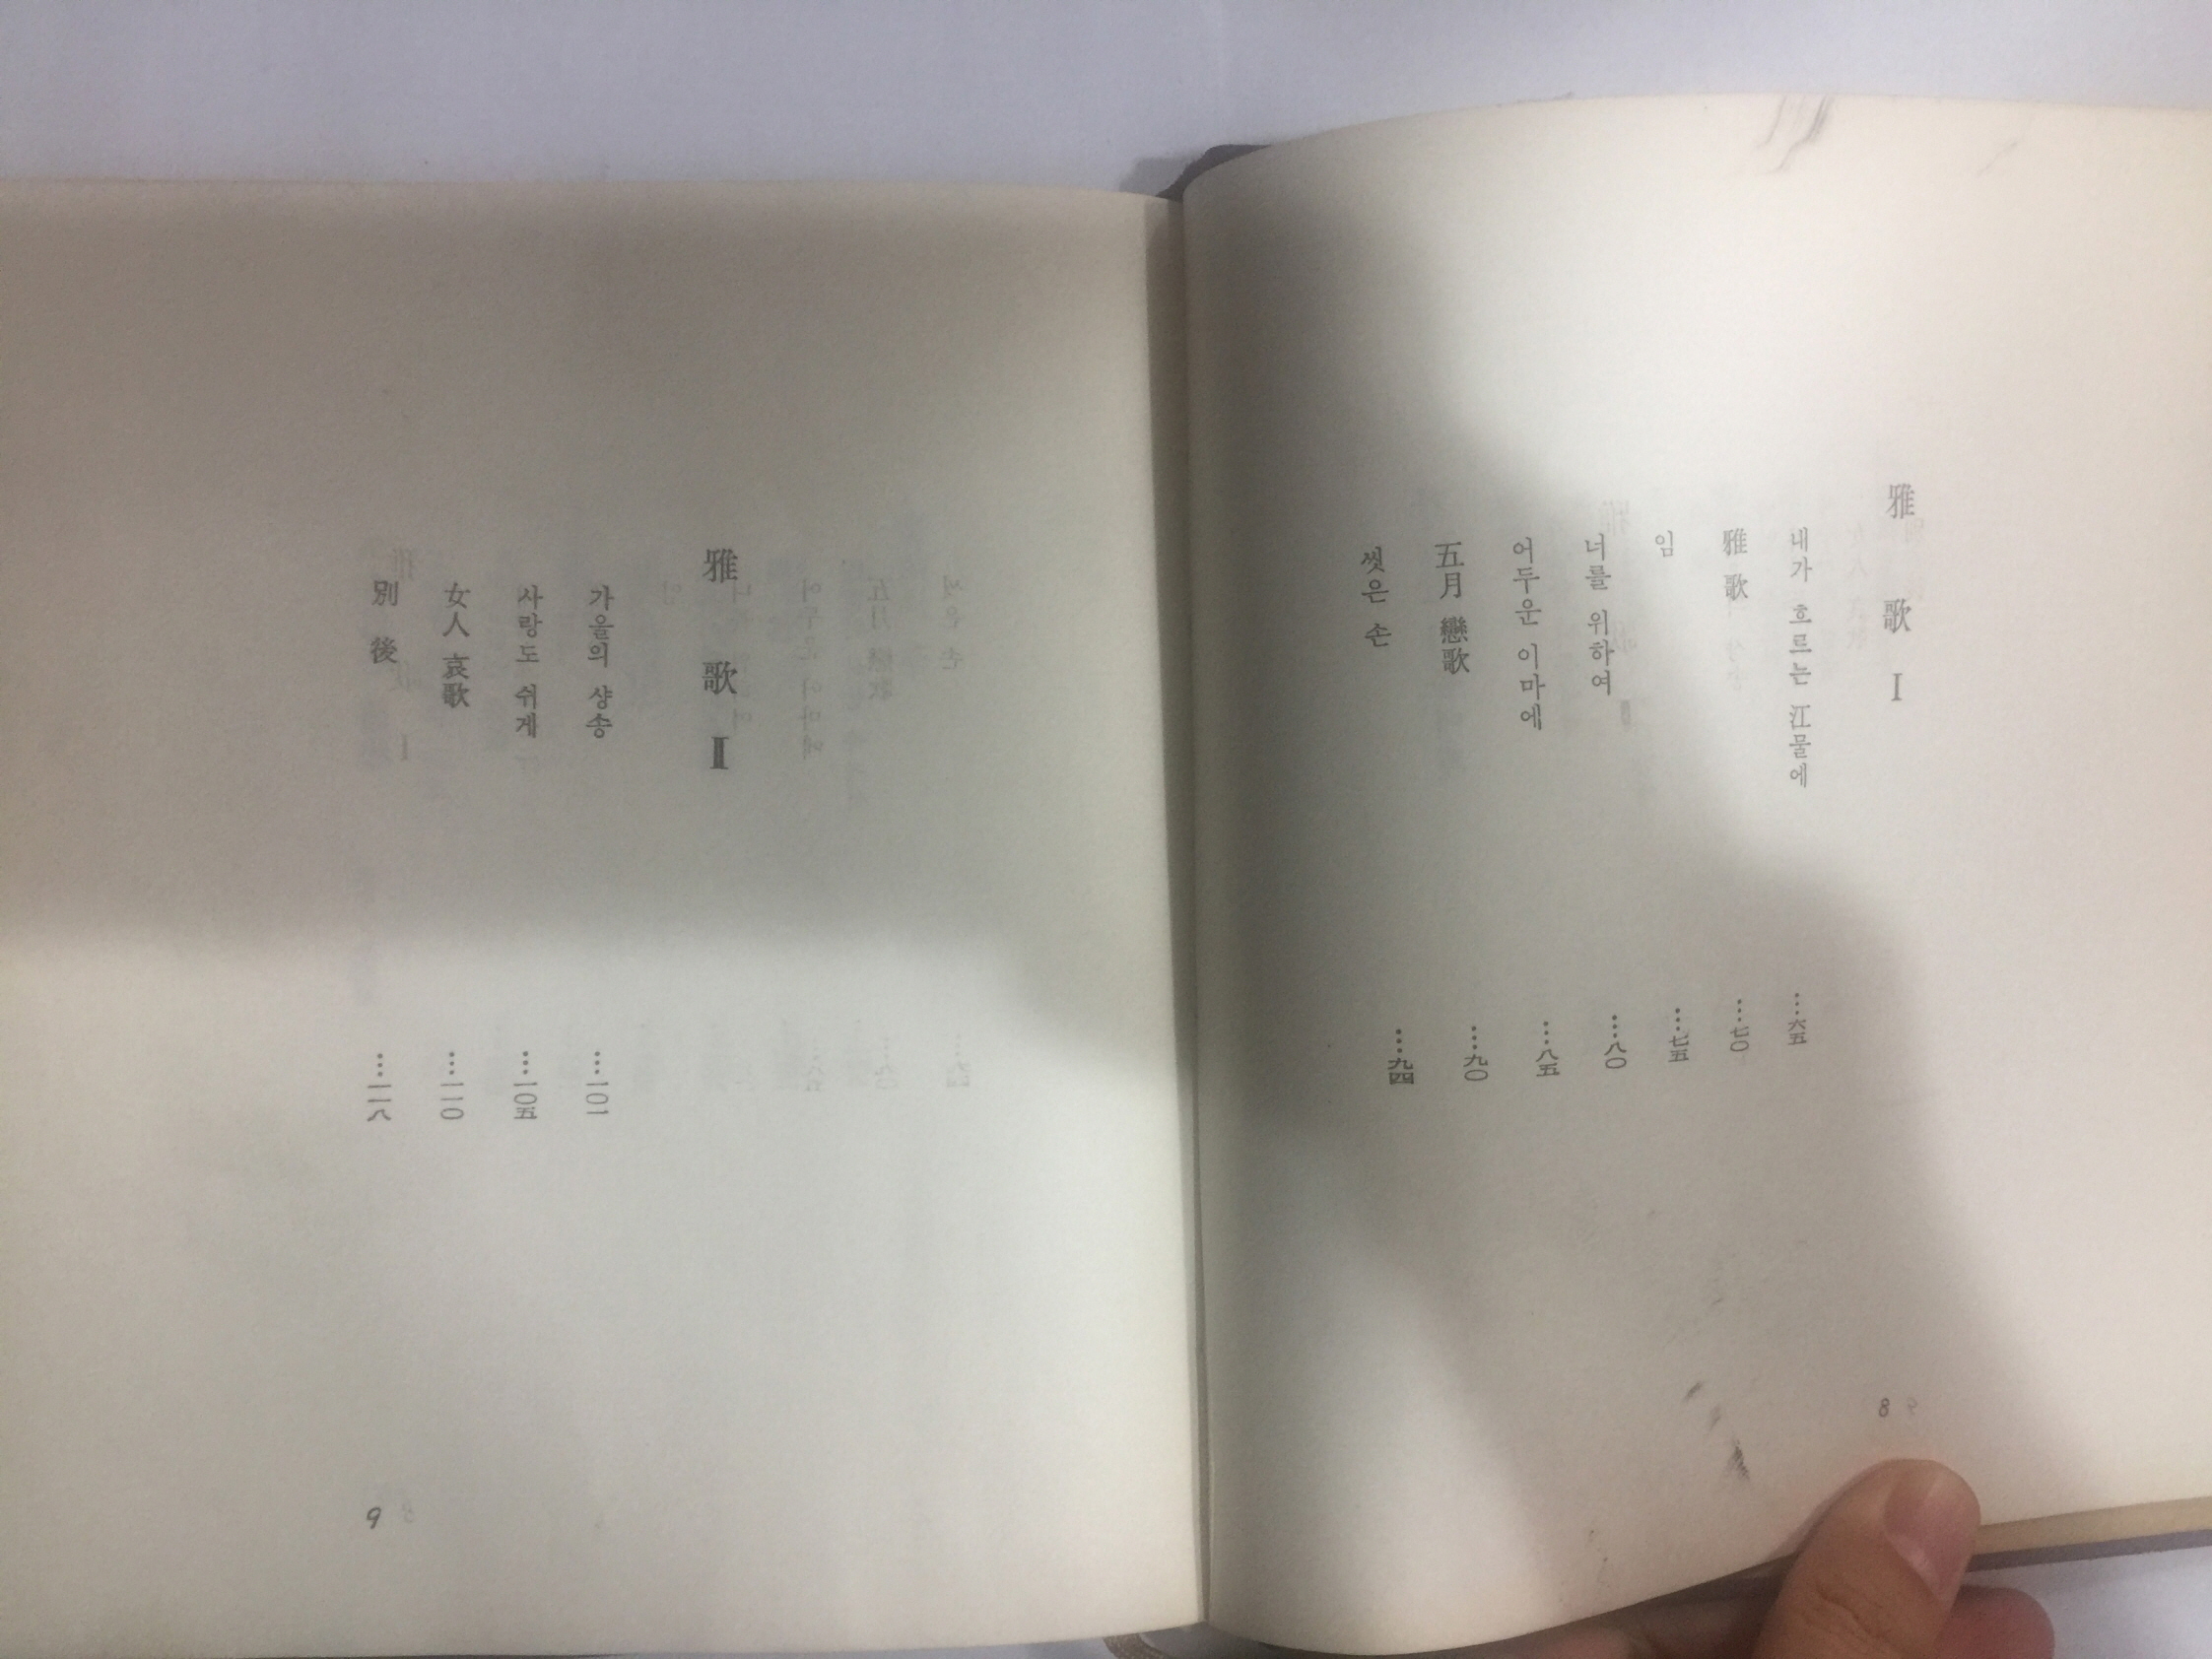 雅歌 I
내가 흐르는 江물에 …六五
雅歌 …七〇
임 …七五
너를 위하여 …八〇
어두운 이마에 …八五
五月 戀歌 …九〇
씻은 손 …九四
8
雅歌 Ⅱ
가을의 샹송 …一〇一
사랑도 쉬게 …一〇五
女人 哀歌 …一一〇
別後 …一一八
9